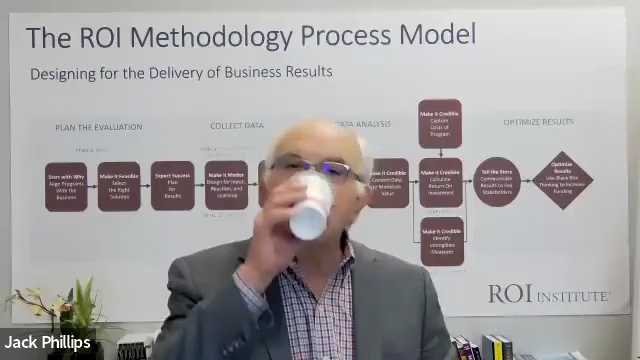 The ROI Methodology Process Model
Designing for the Delivery of Business Results
PLAN THE EVALUATION
COLLECT DATA
DATA ANALYSIS
OPTIMIZE RESULTS
Start with Why
Align Programs
With the
Business
Make it Feasible
Select
the Right
Solution
Expect Success
Plan
for
Results
Make it Matter
Design for Input,
Reaction, and
Learning
it Credible
Convert Data
to Monetary
Value
Make it Credible
Capture
Costs of
Program
Make it Credible
Calculate
Return On
Investment
Make it Credible
Identify
Intangibles
Measures
Tell the Story
Communicate
Results to Key
Stakeholders
Optimize
Results
Use Black Box
Thinking to Increase
Funding
ROI INSTITUTE
Jack Phillips